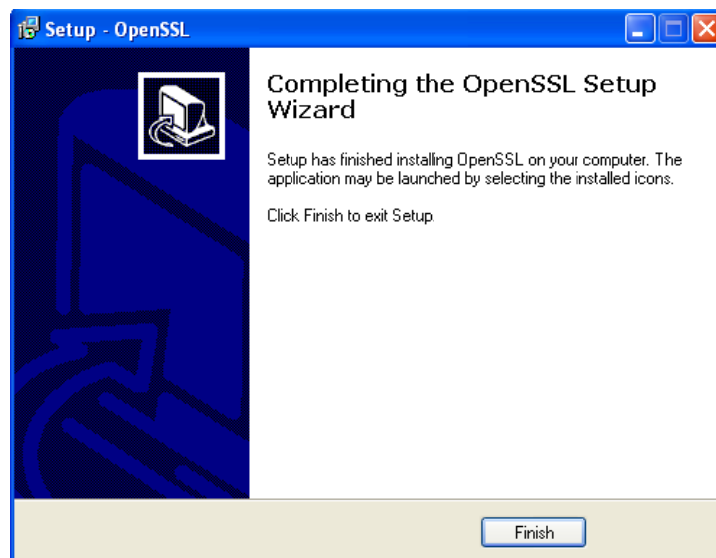 Setup - OpenSSL
Completing the OpenSSL Setup
Wizard
Setup has finished installing OpenSSL on your computer. The
application may be launched by selecting the installed icons.
Click Finish to exit Setup.
Finish